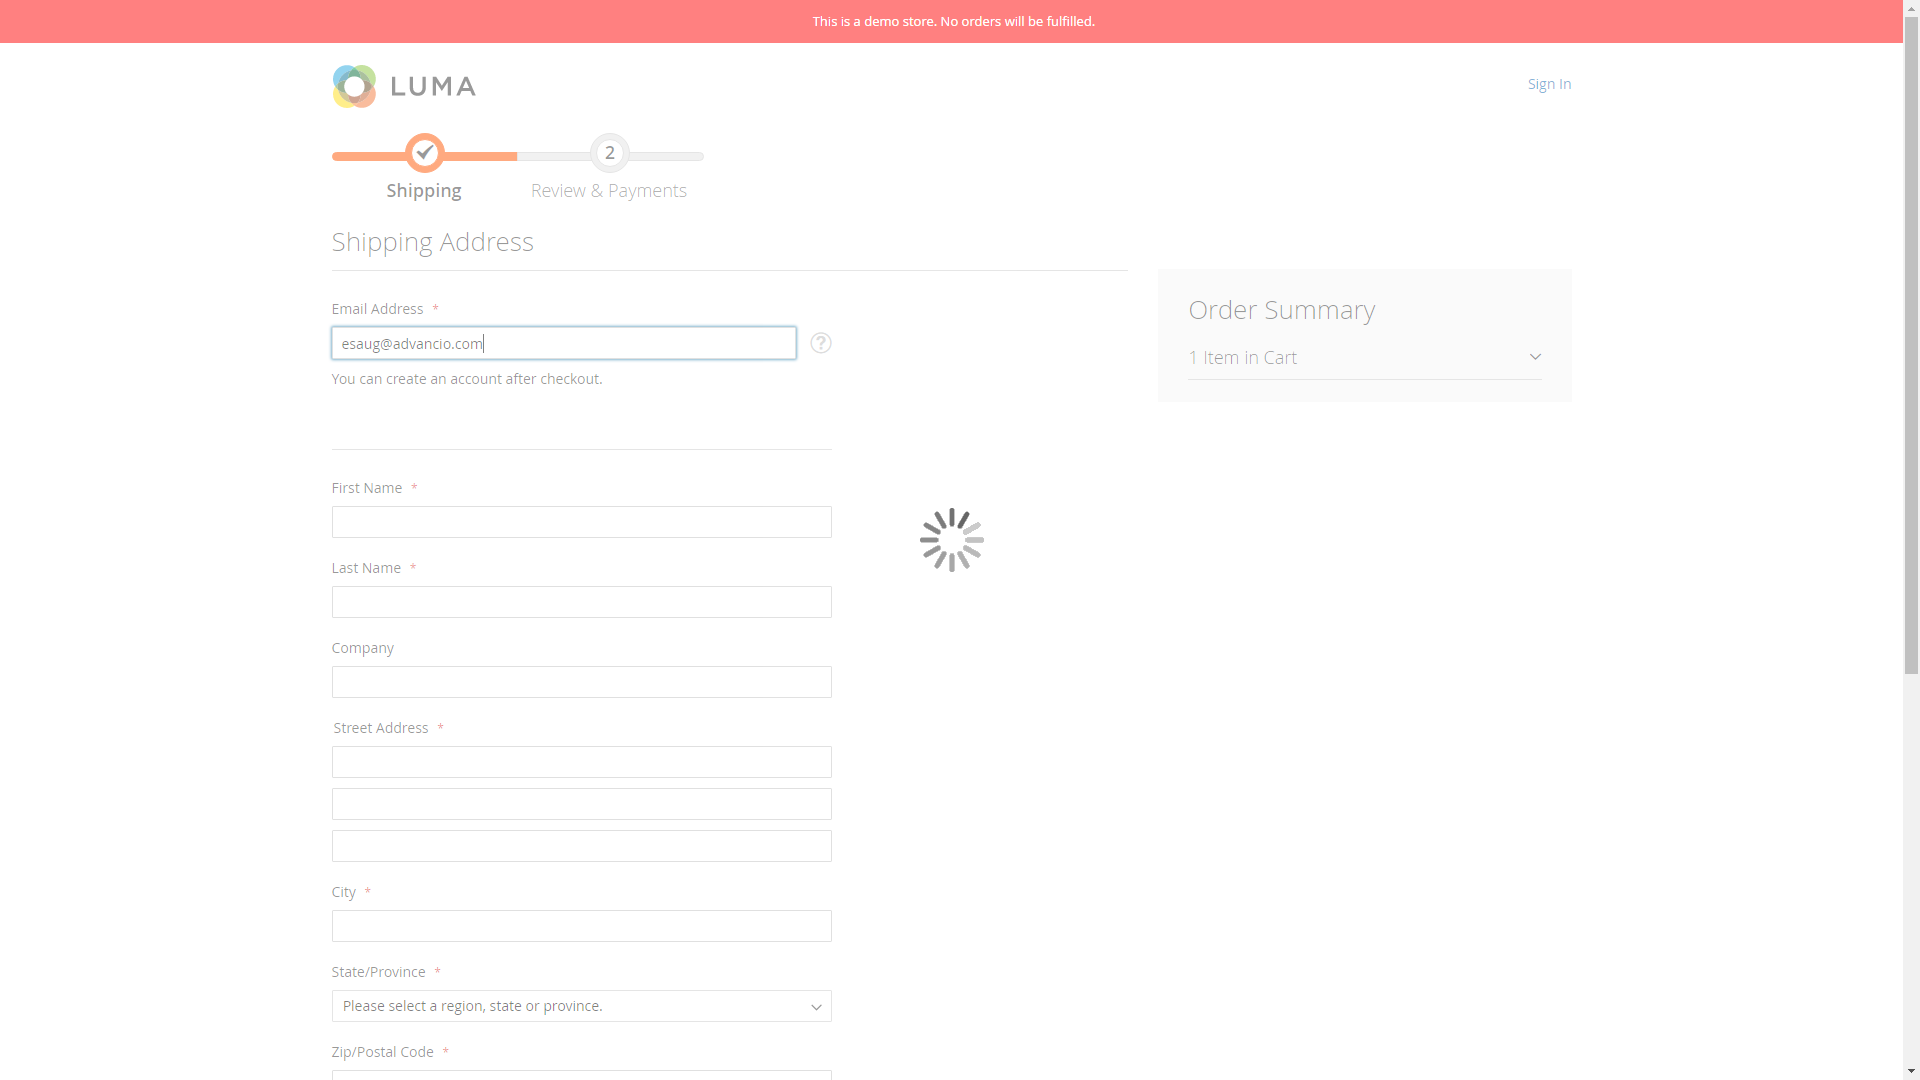 This is a demo store. No orders will be fulfilled.
LUMA
Sign In
2
Shipping
Review & Payments
Shipping Address
Email Address *
esaug@advancio.com
?
You can create an account after checkout.
Order Summary
1 Item in Cart
First Name *
Last Name *
Company
Street Address *
City *
State/Province *
Please select a region, state or province.
Zip/Postal Code *